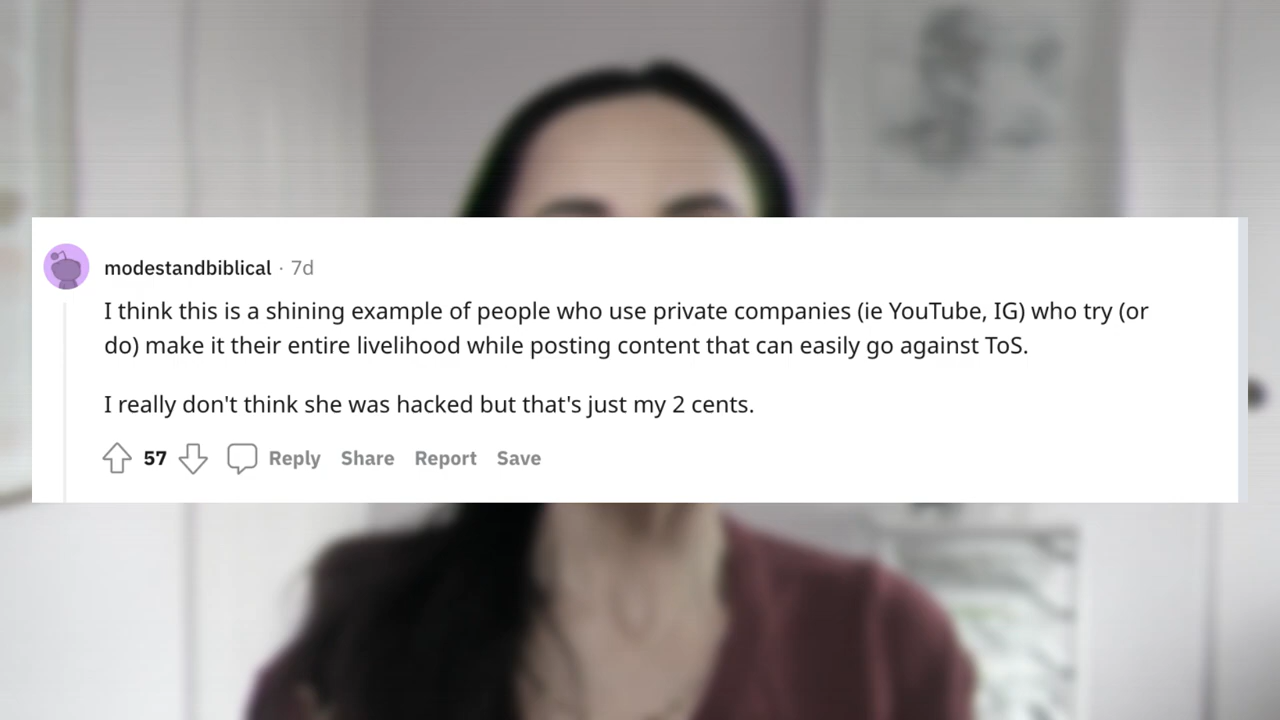 modestandbiblical · 7d
I think this is a shining example of people who use private companies (ie YouTube, IG) who try (or
do) make it their entire livelihood while posting content that can easily go against ToS.
I really don't think she was hacked but that's just my 2 cents.
57 Reply Share Report Save